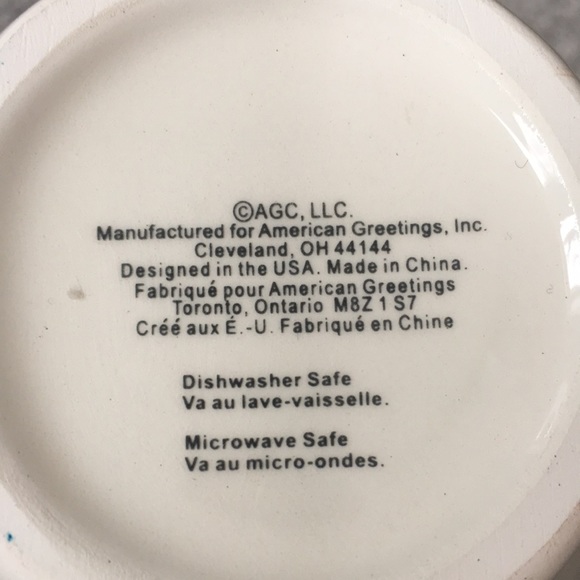 ©AGC, LLC.
Manufactured for American Greetings, Inc.
Cleveland, OH 44144
Designed in the USA. Made in China.
Fabriqué pour American Greetings
Toronto, Ontario M8Z 1S7
Créé aux É.-U. Fabriqué en Chine
Dishwasher Safe
Va au lave-vaisselle.
Microwave Safe
Va au micro-ondes.